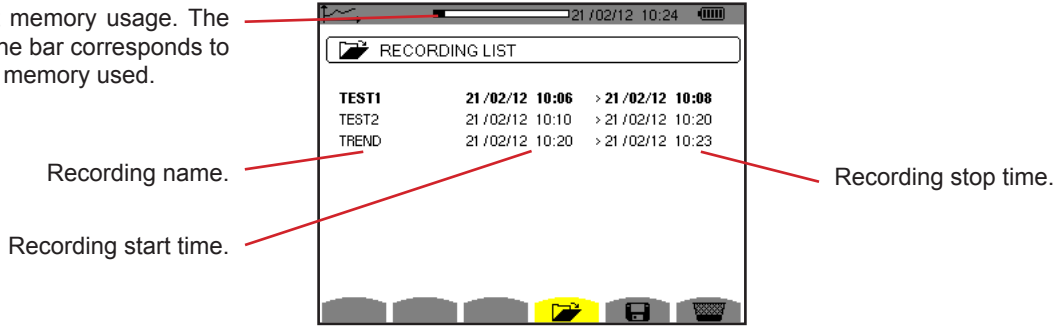 memory usage. The
ne bar corresponds to
memory used.
21/02/12 10:24
RECORDING LIST
TEST1 21/02/12 10:06 > 21/02/12 10:08
TEST2 21/02/12 10:10 > 21/02/12 10:20
TREND 21/02/12 10:20 > 21/02/12 10:23
Recording name.
Recording stop time.
Recording start time.